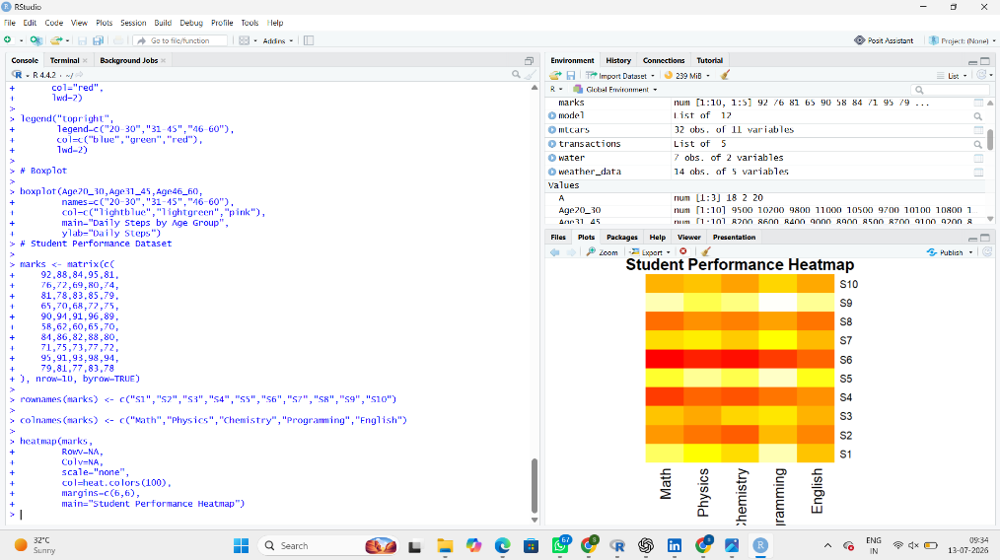 RStudio
File Edit Code View Plots Session Build Debug Profile Tools Help
Go to file/function
Addins
Posit Assistant
Project: (None)
Console Terminal Background Jobs
R 4.4.2 · ~/
+ col="red",
+ lwd=2)
>
> legend("topright",
+ legend=c("20-30","31-45","46-60"),
+ col=c("blue","green","red"),
+ lwd=2)
>
> # Boxplot
>
> boxplot(Age20_30,Age31_45,Age46_60,
+ names=c("20-30","31-45","46-60"),
+ col=c("lightblue","lightgreen","pink"),
+ main="Daily Steps by Age Group",
+ ylab="Daily Steps")
> # Student Performance Dataset
>
> marks <- matrix(c(
+ 92,88,84,95,81,
+ 76,72,69,80,74,
+ 81,78,83,85,79,
+ 65,70,68,72,75,
+ 90,94,91,96,89,
+ 58,62,60,65,70,
+ 84,86,82,88,80,
+ 71,75,73,77,72,
+ 95,91,93,98,94,
+ 79,81,77,83,78
+ ), nrow=10, byrow=TRUE)
>
> rownames(marks) <- c("S1","S2","S3","S4","S5","S6","S7","S8","S9","S10")
>
> colnames(marks) <- c("Math","Physics","Chemistry","Programming","English")
>
> heatmap(marks,
+ Rowv=NA,
+ Colv=NA,
+ scale="none",
+ col=heat.colors(100),
+ margins=c(6,6),
+ main="Student Performance Heatmap")
>
Environment History Connections Tutorial
Import Dataset 239 MiB List
R Global Environment
marks num [1:10, 1:5] 92 76 81 65 90 58 84 71 95 79 ...
model List of 12
mtcars 32 obs. of 11 variables
transactions List of 5
water 7 obs. of 2 variables
weather_data 14 obs. of 5 variables
Values
A num [1:3] 18 2 20
Age20_30 num [1:10] 9500 10200 9800 11000 10500 9700 10100 10800 1...
Age31_45 num [1:10] 8200 8600 8400 9000 8900 8500 8700 9100 9200 8
Files Plots Packages Help Viewer Presentation
Zoom Export Publish
Student Performance Heatmap
S10
S9
S8
S7
S6
S5
S4
S3
S2
S1
Math
Physics
hemistry
gramming
English
32°C
Sunny
Search
67
ENG
IN
09:34
13-07-2026